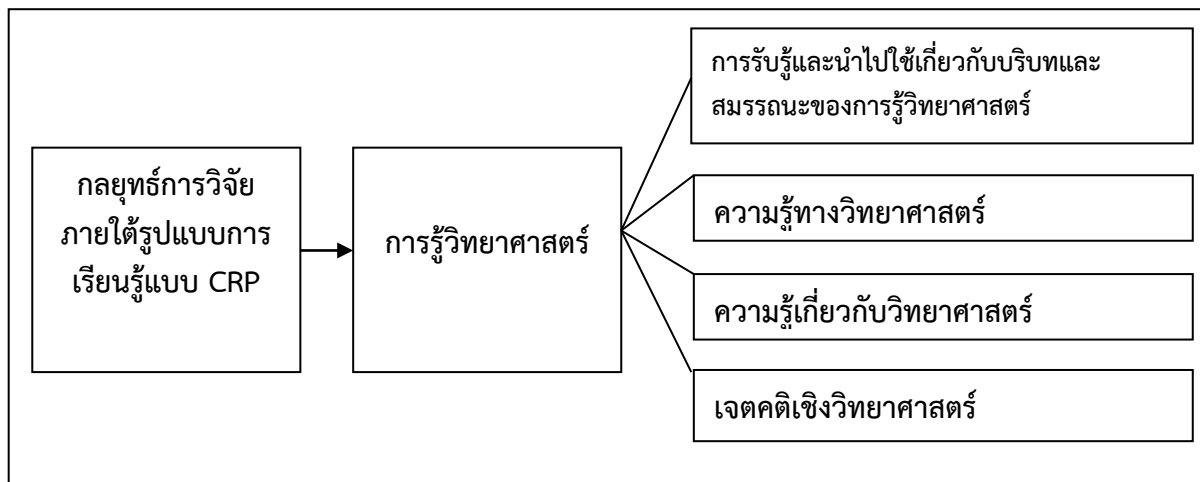 กลยุทธ์การวิจัย
ภายใต้รูปแบบการ
เรียนรู้แบบ CRP
การรู้วิทยาศาสตร์
การรับรู้และนำไปใช้เกี่ยวกับบริบทและ
สมรรถนะของการรู้วิทยาศาสตร์
ความรู้ทางวิทยาศาสตร์
ความรู้เกี่ยวกับวิทยาศาสตร์
เจตคติเชิงวิทยาศาสตร์